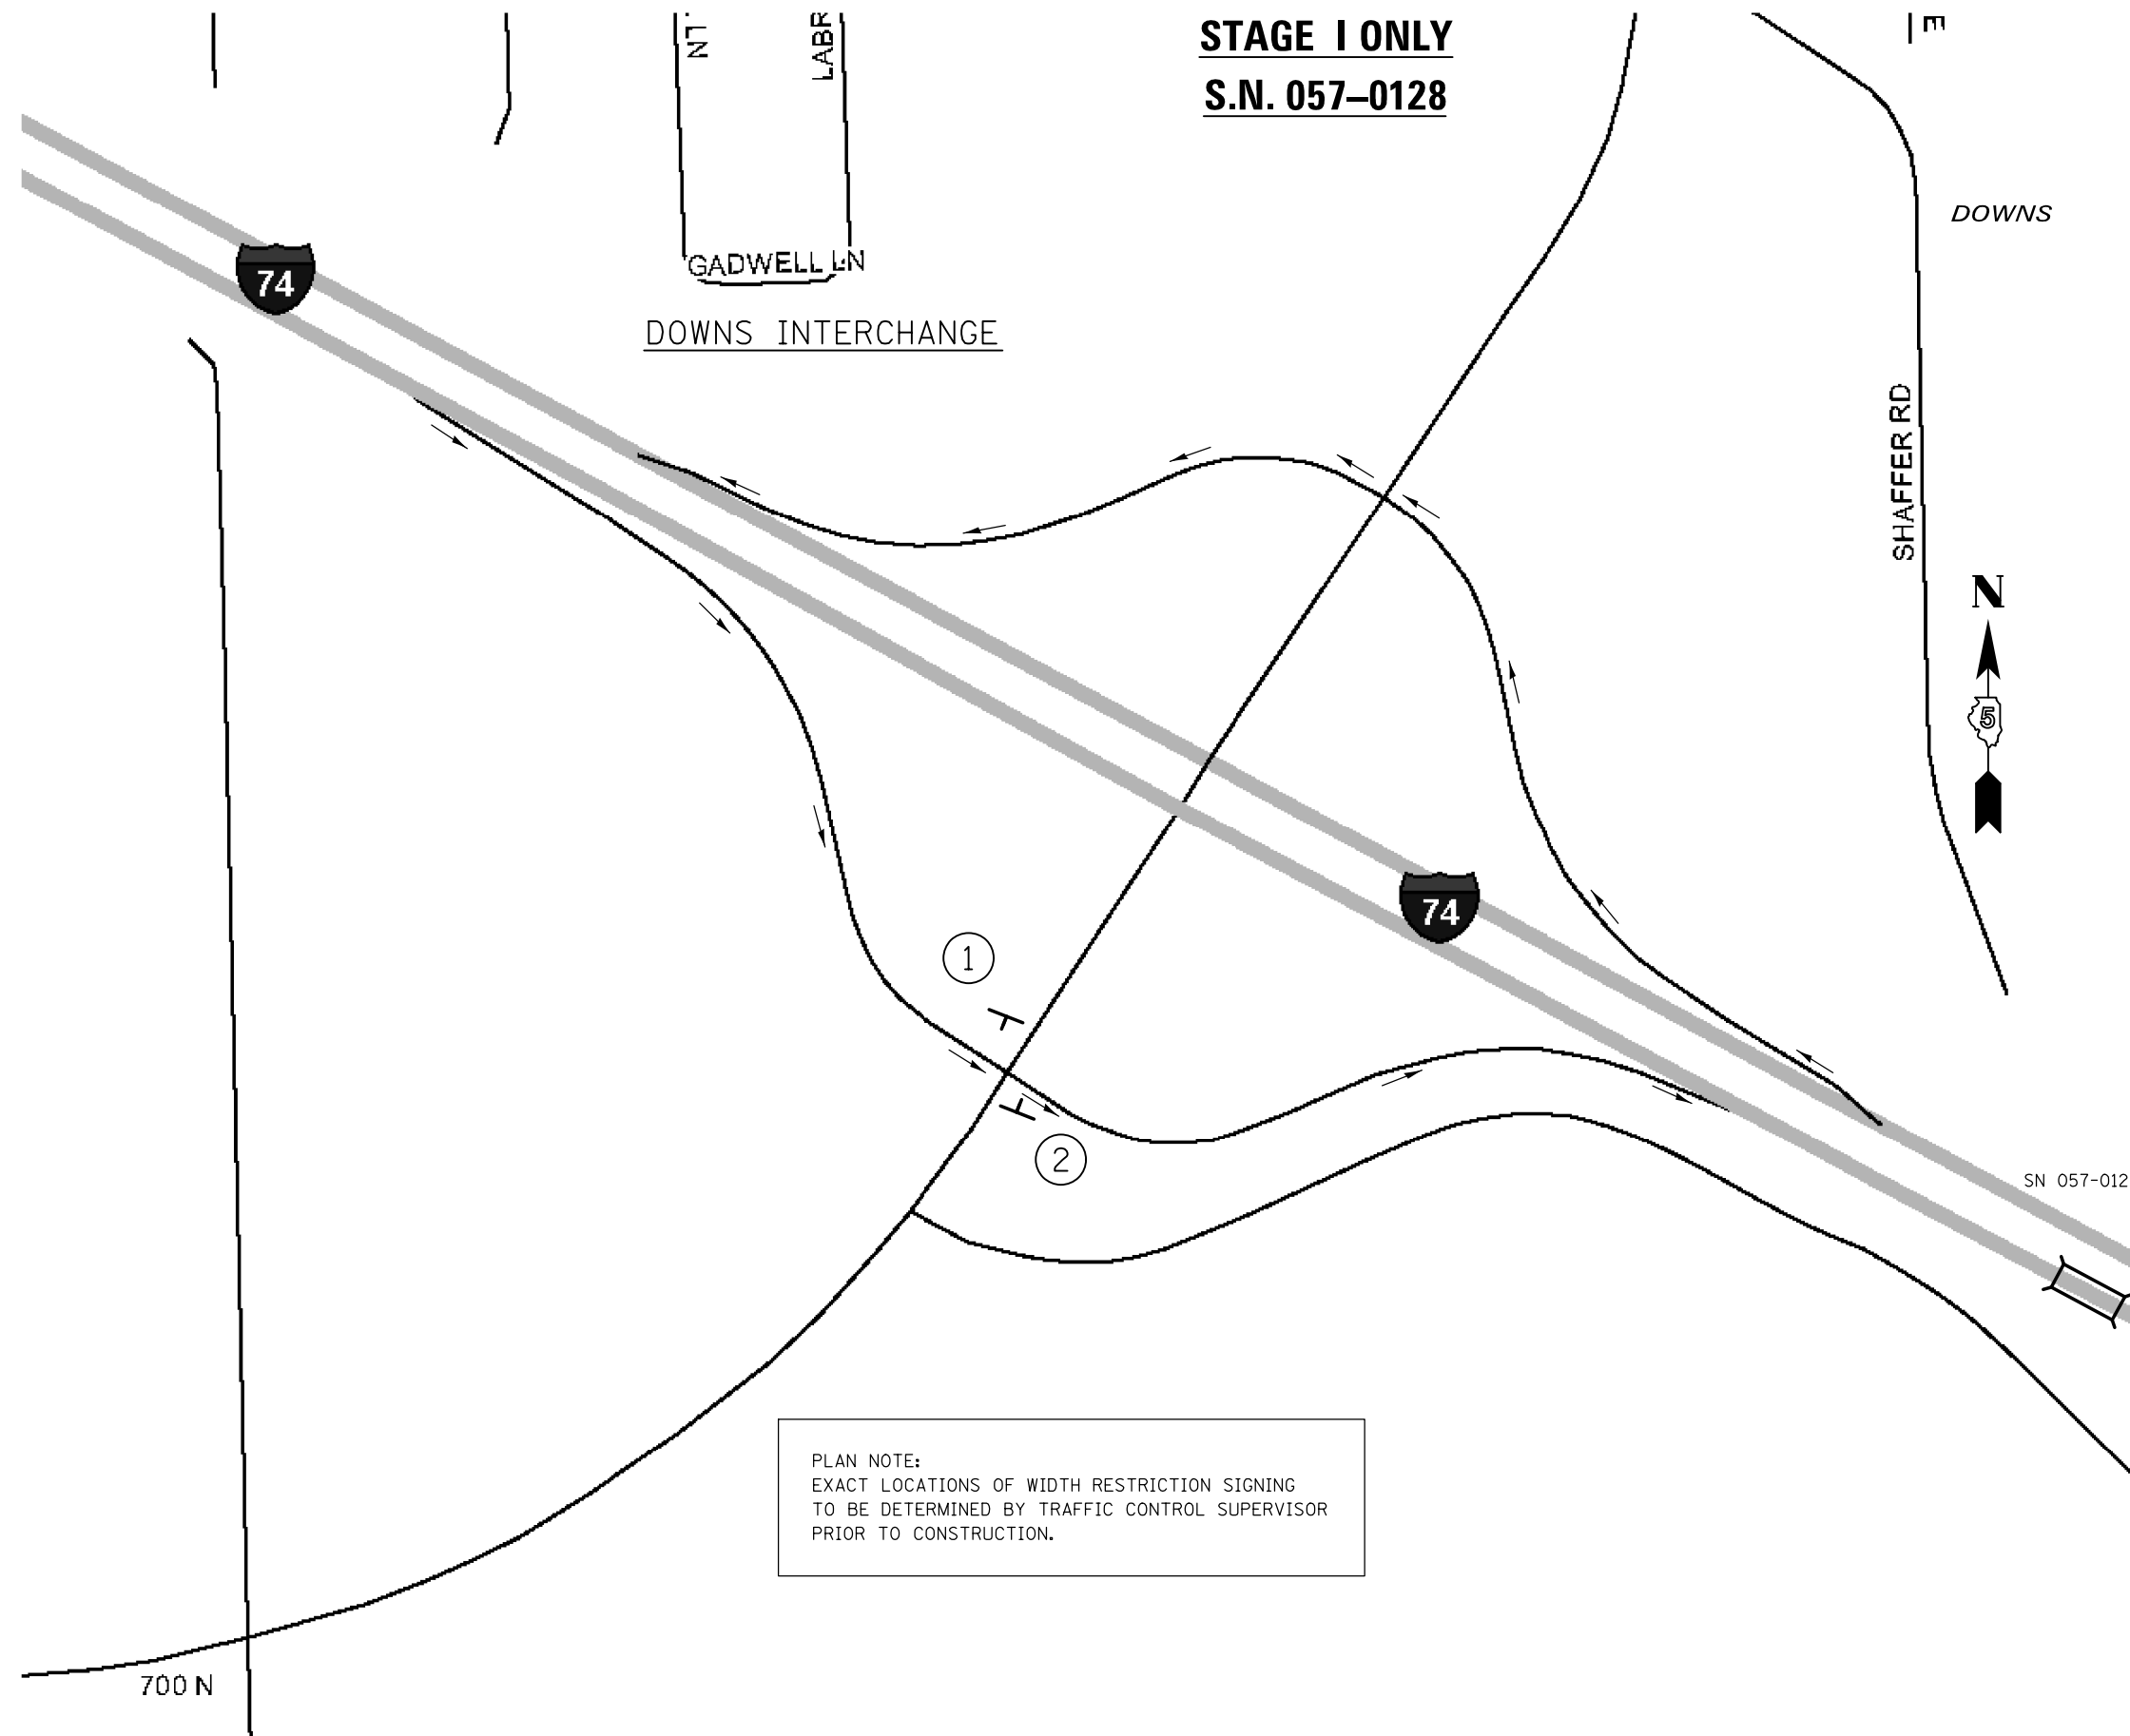 LN
STAGE I ONLY
S.N. 057–0128
DOWNS
74
GADWELL LN
DOWNS INTERCHANGE
SHAFFER RD
N
5
74
1
2
PLAN NOTE:
EXACT LOCATIONS OF WIDTH RESTRICTION SIGNING
TO BE DETERMINED BY TRAFFIC CONTROL SUPERVISOR
PRIOR TO CONSTRUCTION.
SN 057-012
700 N